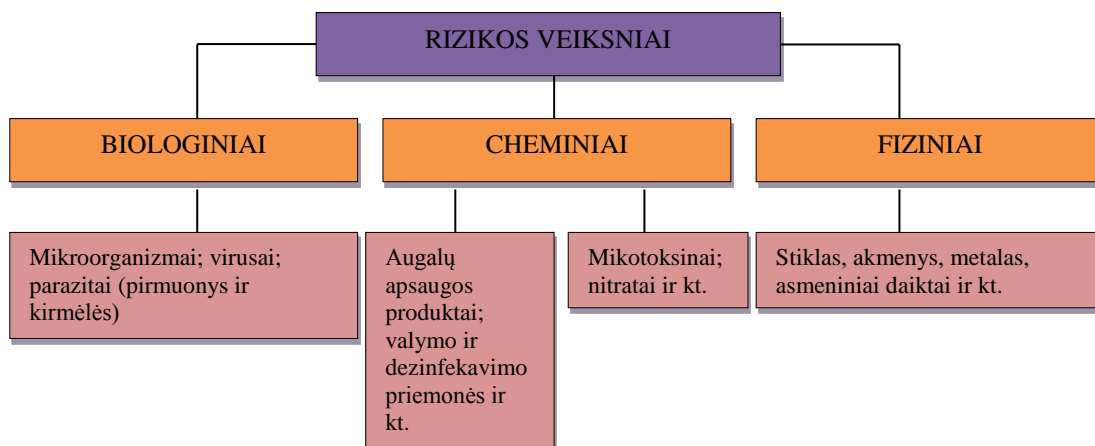 RIZIKOS VEIKSNIAI
BIOLOGINIAI
CHEMINIAI
FIZINIAI
Mikroorganizmai; virusai;
parazitai (pirmuonys ir
kirmėlės)
Augalų
apsaugos
produktai;
valymo ir
dezinfekavimo
priemonės ir
kt.
Mikotoksinai;
nitratai ir kt.
Stiklas, akmenys, metalas,
asmeniniai daiktai ir kt.